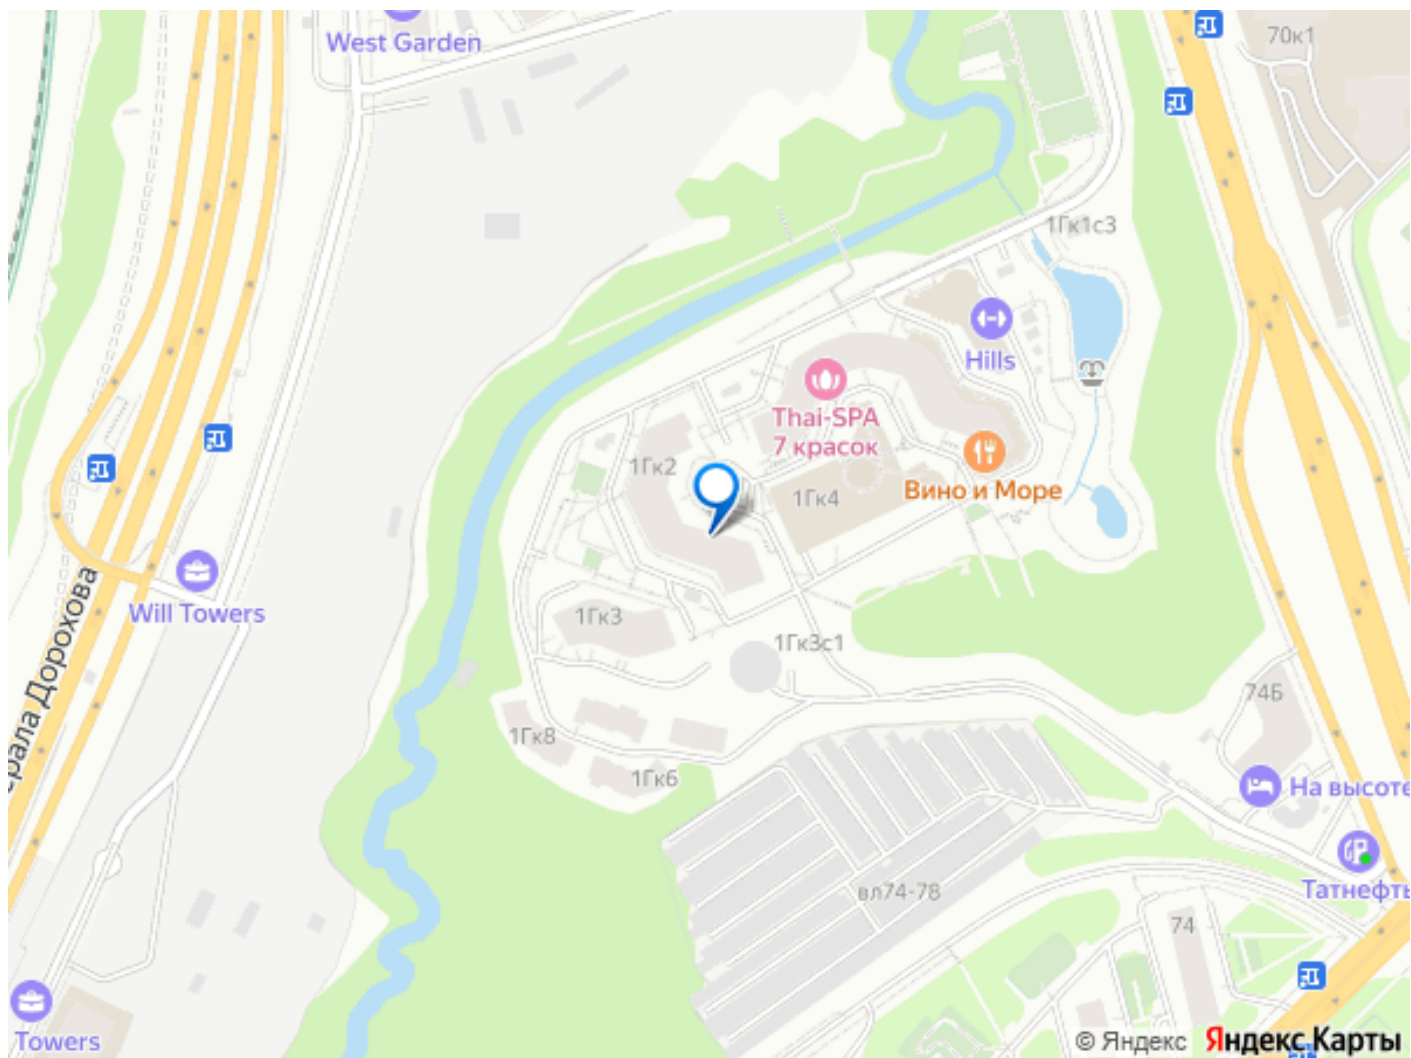 West Garden
70к1
1Гк1с3
Hills
Thai-SPA
7 красок
1Гк2
Вино и Море
1Гк4
Will Towers
ерала Дорохова
1Гк3
1Гк3с1
74Б
1Гк8
1Гк6
На высоте
вл74-78
Татнефть
74
Towers
© Яндекс Яндекс Карты